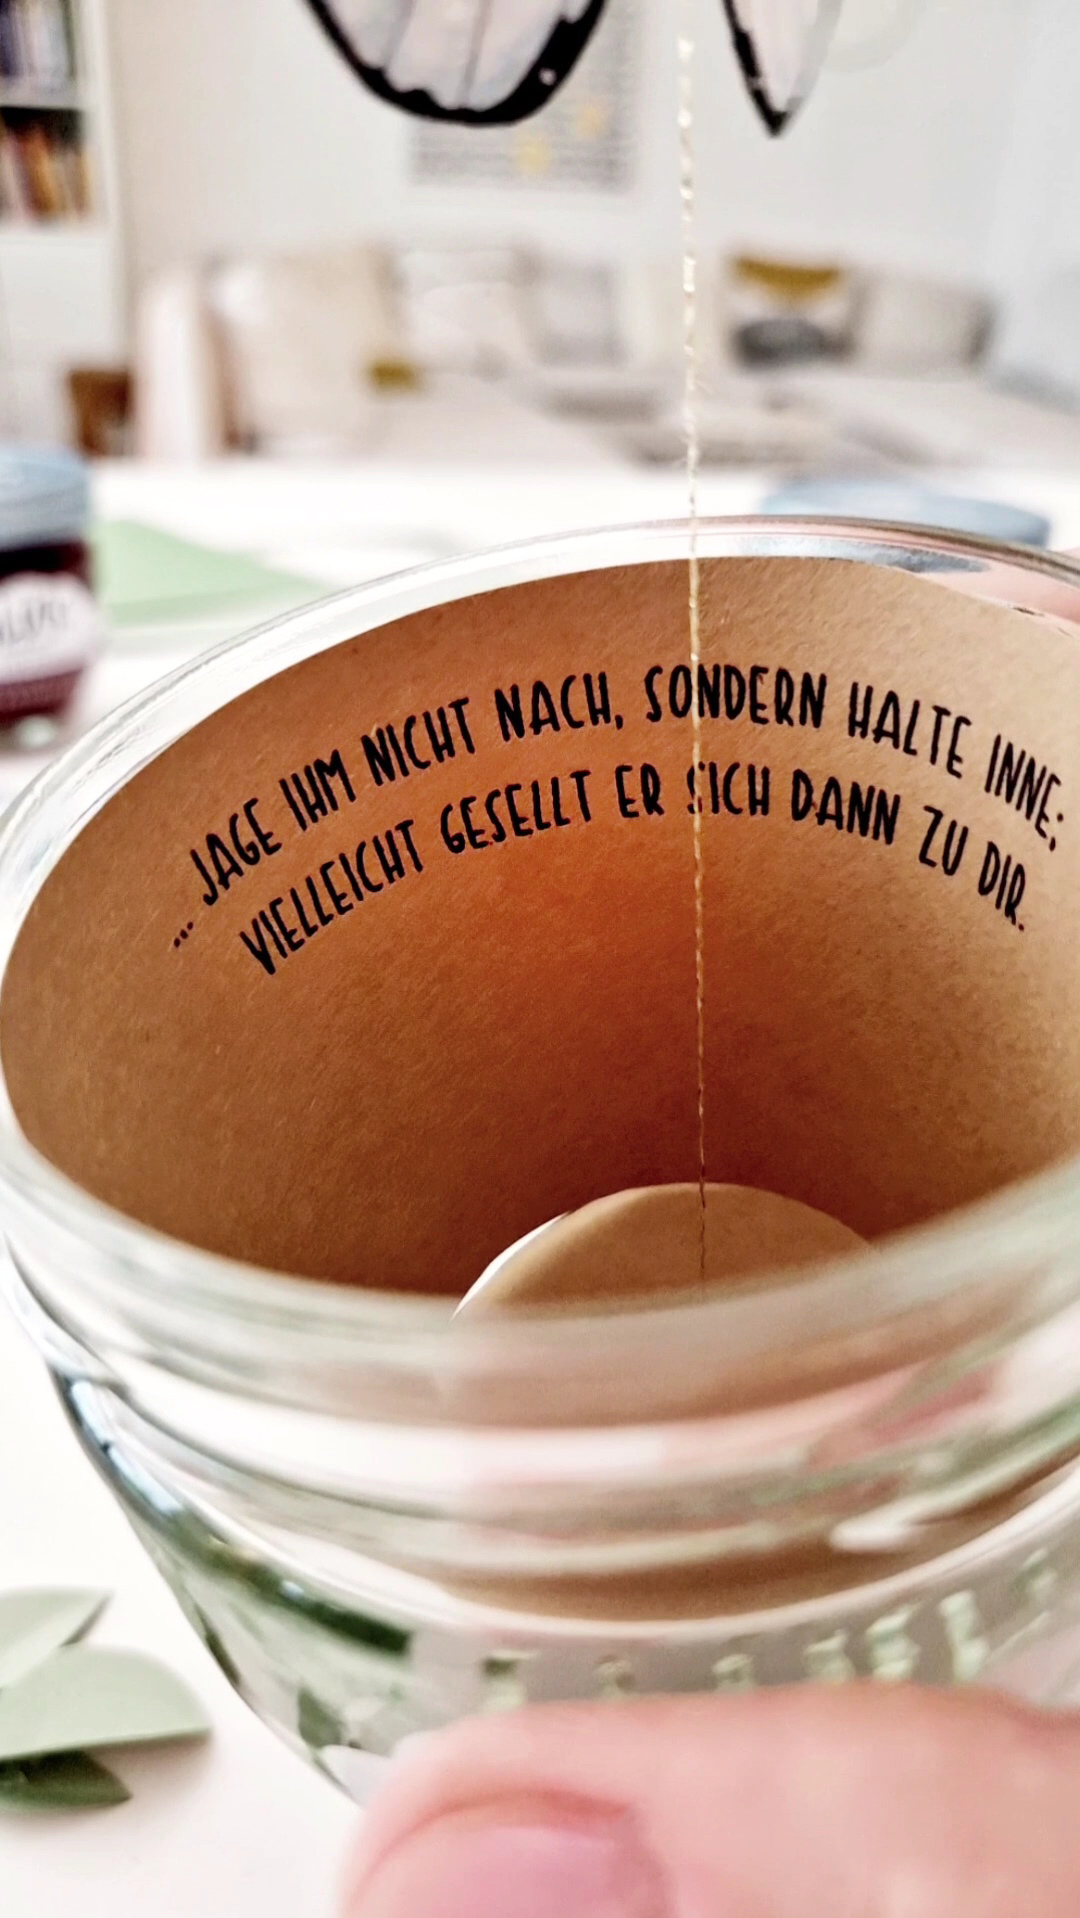 ... JAGE IHM NICHT NACH, SONDERN HALTE INNE;
VIELLEICHT GESELLT ER SICH DANN ZU DIR.